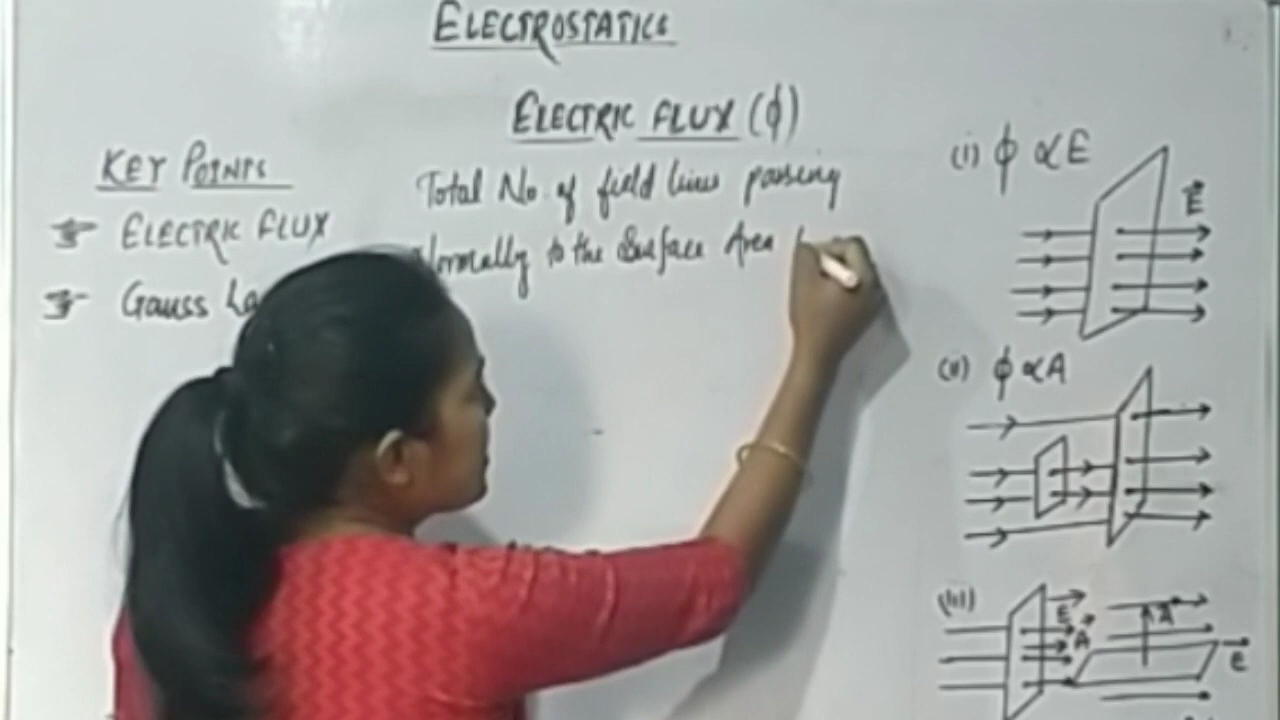 ELECTROSTATICS
ELECTRIC FLUX (ϕ)
KEY POINTS
ELECTRIC FLUX
Gauss La
Total No. of field lines passing
Normally to the Surface Area
(i) ϕ ∝ E
E
(ii) ϕ ∝ A
(iii)
E
A
A
E